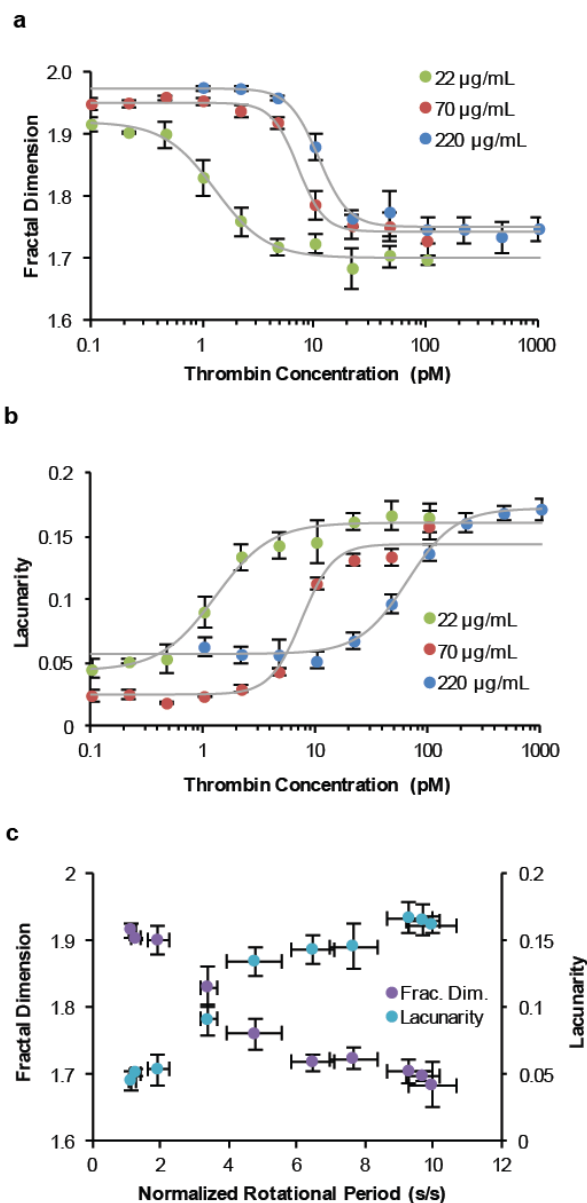 a
2.0
1.9
1.8
1.7
1.6
Fractal Dimension
22 µg/mL
70 µg/mL
220 µg/mL
0.1 1 10 100 1000
Thrombin Concentration (pM)
b
0.2
0.15
0.1
0.05
0
Lacunarity
22 µg/mL
70 µg/mL
220 µg/mL
0.1 1 10 100 1000
Thrombin Concentration (pM)
c
2
1.9
1.8
1.7
1.6
Fractal Dimension
Frac. Dim.
Lacunarity
0.2
0.15
0.1
0.05
0
Lacunarity
0 2 4 6 8 10 12
Normalized Rotational Period (s/s)